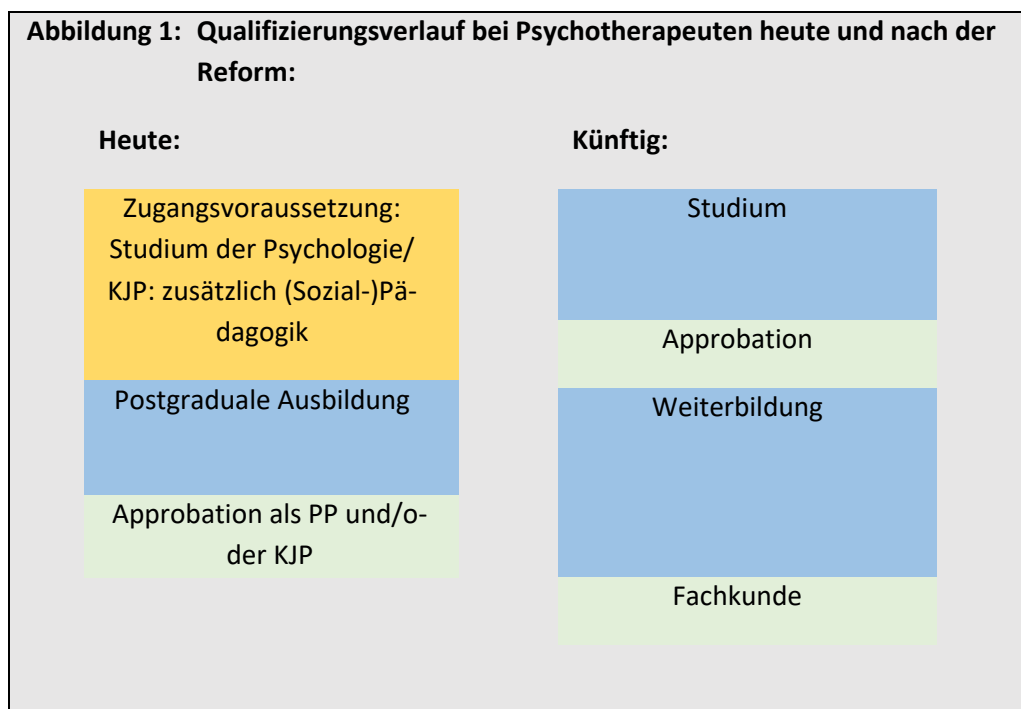 Abbildung 1: Qualifizierungsverlauf bei Psychotherapeuten heute und nach der
Reform:
Heute:
Zugangsvoraussetzung:
Studium der Psychologie/
KJP: zusätzlich (Sozial-)Pä-
dagogik
Postgraduale Ausbildung
Approbation als PP und/o-
der KJP
Künftig:
Studium
Approbation
Weiterbildung
Fachkunde